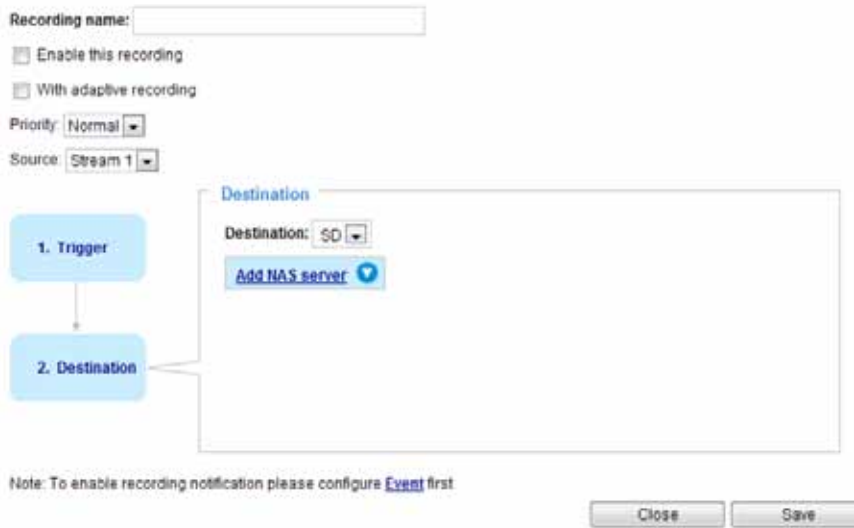 Recording name:
Enable this recording
With adaptive recording
Priority: Normal
Source: Stream 1
1. Trigger
2. Destination
Destination
Destination: SD
Add NAS server
Note: To enable recording notification please configure Event first
Close Save